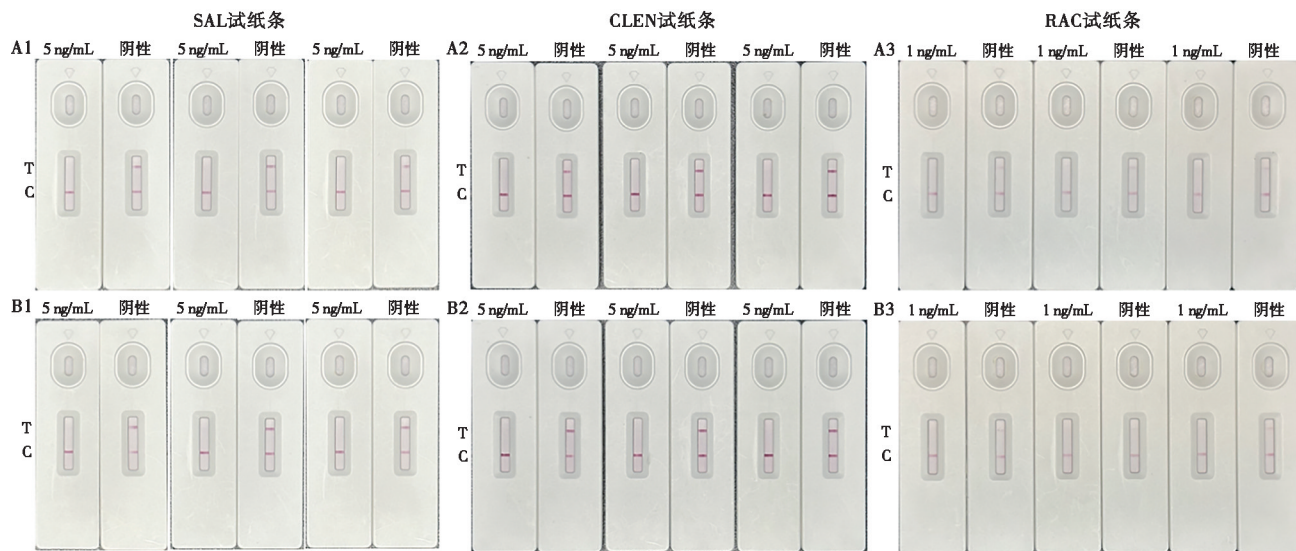 SAL试纸条 CLEN试纸条 RAC试纸条
A1 5 ng/mL 阴性 5 ng/mL 阴性 5 ng/mL 阴性 A2 5 ng/mL 阴性 5 ng/mL 阴性 5 ng/mL 阴性 A3 1 ng/mL 阴性 1 ng/mL 阴性 1 ng/mL 阴性
T T T
C C C
B1 5 ng/mL 阴性 5 ng/mL 阴性 5 ng/mL 阴性 B2 5 ng/mL 阴性 5 ng/mL 阴性 5 ng/mL 阴性 B3 1 ng/mL 阴性 1 ng/mL 阴性 1 ng/mL 阴性
T T T
C C C